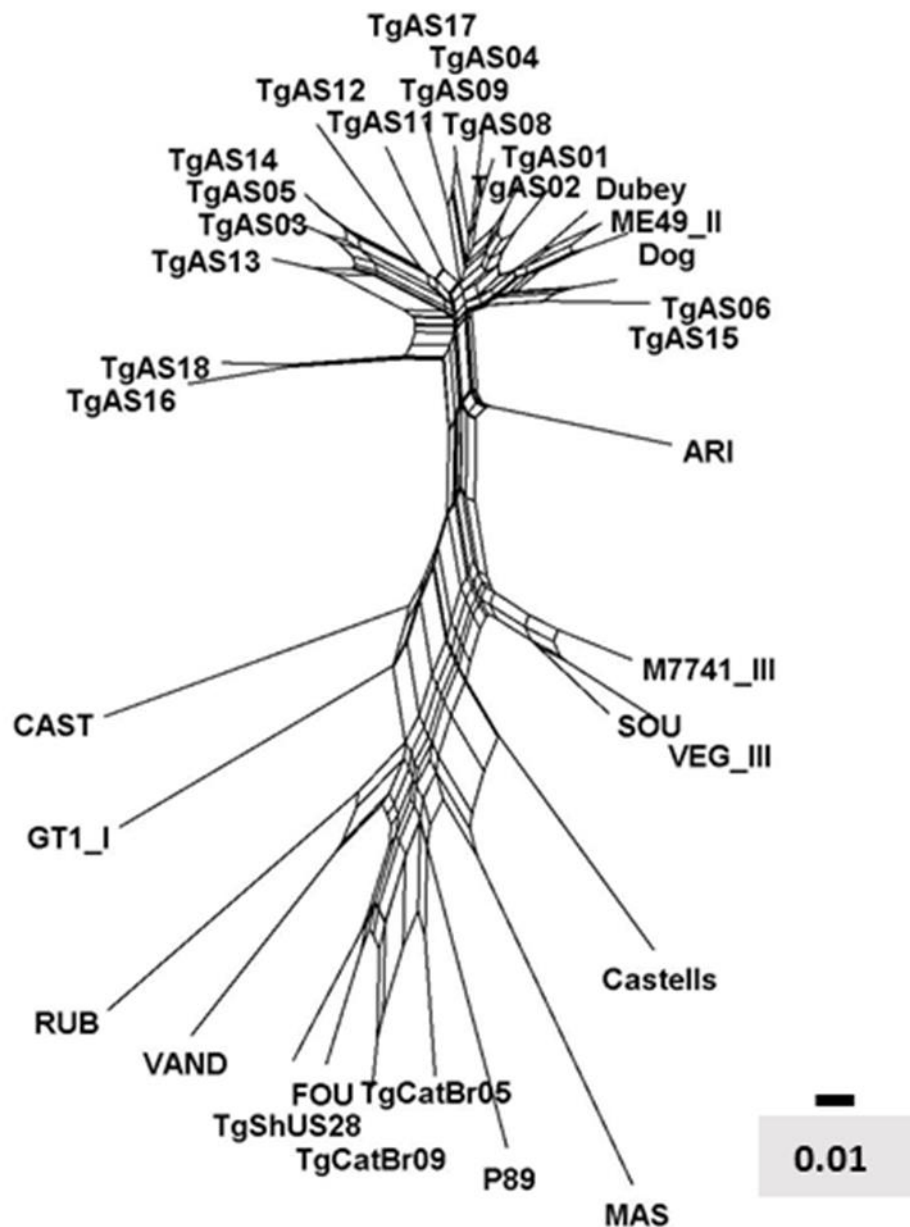 TgAS17
TgAS04
TgAS12
TgAS09
TgAS11
TgAS08
TgAS14
TgAS01
TgAS05
TgAS02
Dubey
TgAS03
ME49_II
TgAS13
Dog
TgAS06
TgAS15
TgAS18
TgAS16
ARI
M7741_III
CAST
SOU
VEG_III
GT1_I
Castells
RUB
VAND
FOU
TgCatBr05
TgShUS28
TgCatBr09
P89
MAS
0.01